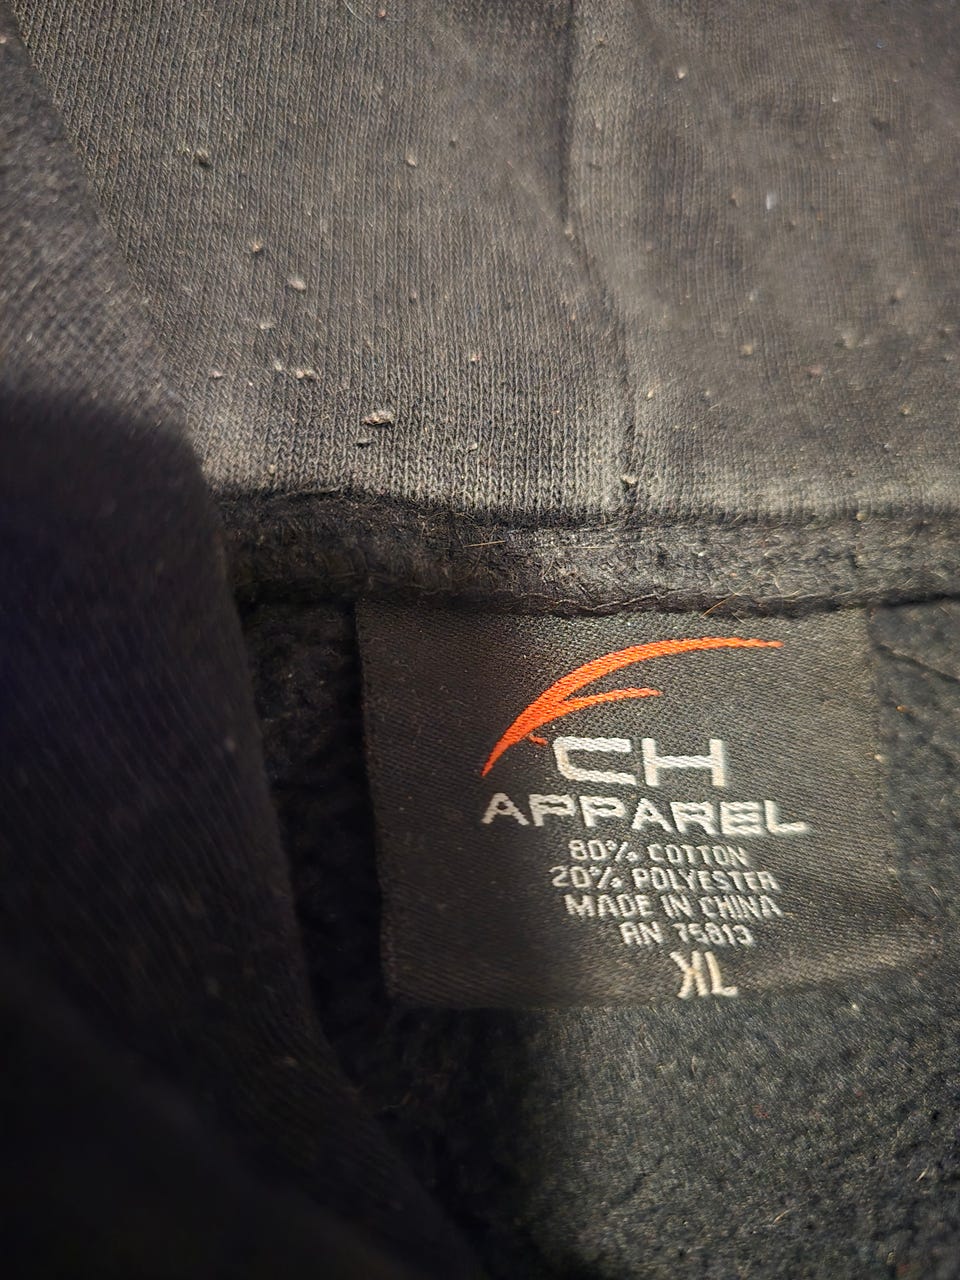 CH
APPAREL
80% COTTON
20% POLYESTER
MADE IN CHINA
RN 75813
XL